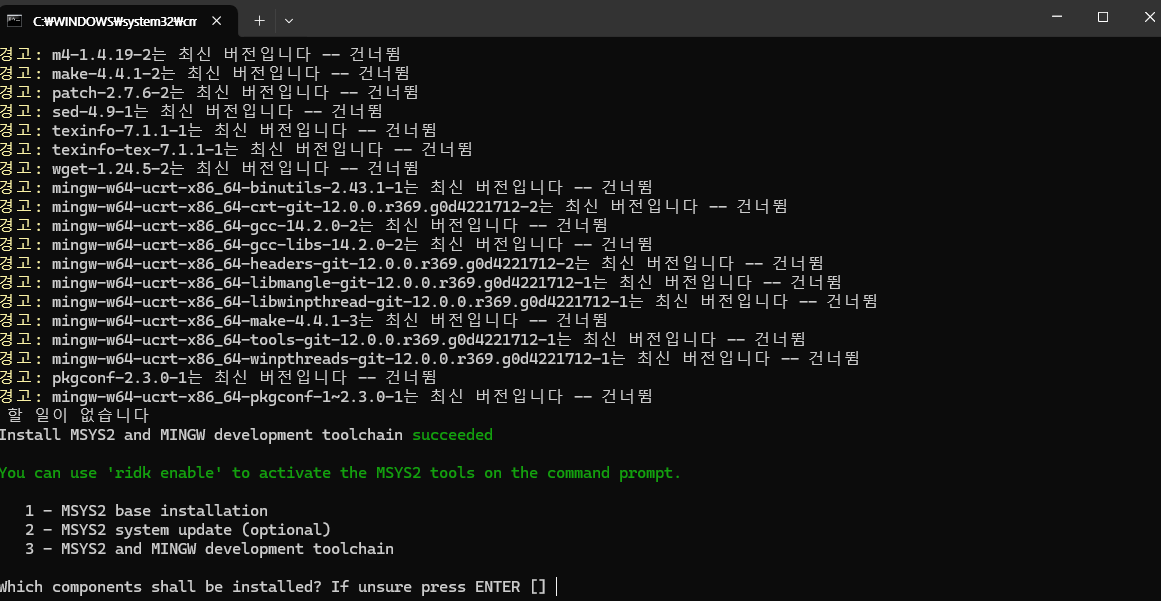 C:\WINDOWS\system32\cm
경고: m4-1.4.19-2는 최신 버전입니다 -- 건너뜀
경고: make-4.4.1-2는 최신 버전입니다 -- 건너뜀
경고: patch-2.7.6-2는 최신 버전입니다 -- 건너뜀
경고: sed-4.9-1는 최신 버전입니다 -- 건너뜀
경고: texinfo-7.1.1-1는 최신 버전입니다 -- 건너뜀
경고: texinfo-tex-7.1.1-1는 최신 버전입니다 -- 건너뜀
경고: wget-1.24.5-2는 최신 버전입니다 -- 건너뜀
경고: mingw-w64-ucrt-x86_64-binutils-2.43.1-1는 최신 버전입니다 -- 건너뜀
경고: mingw-w64-ucrt-x86_64-crt-git-12.0.0.r369.g0d4221712-2는 최신 버전입니다 -- 건너뜀
경고: mingw-w64-ucrt-x86_64-gcc-14.2.0-2는 최신 버전입니다 -- 건너뜀
경고: mingw-w64-ucrt-x86_64-gcc-libs-14.2.0-2는 최신 버전입니다 -- 건너뜀
경고: mingw-w64-ucrt-x86_64-headers-git-12.0.0.r369.g0d4221712-2는 최신 버전입니다 -- 건너뜀
경고: mingw-w64-ucrt-x86_64-libmangle-git-12.0.0.r369.g0d4221712-1는 최신 버전입니다 -- 건너뜀
경고: mingw-w64-ucrt-x86_64-libwinpthread-git-12.0.0.r369.g0d4221712-1는 최신 버전입니다 -- 건너뜀
경고: mingw-w64-ucrt-x86_64-make-4.4.1-3는 최신 버전입니다 -- 건너뜀
경고: mingw-w64-ucrt-x86_64-tools-git-12.0.0.r369.g0d4221712-1는 최신 버전입니다 -- 건너뜀
경고: mingw-w64-ucrt-x86_64-winpthreads-git-12.0.0.r369.g0d4221712-1는 최신 버전입니다 -- 건너뜀
경고: pkgconf-2.3.0-1는 최신 버전입니다 -- 건너뜀
경고: mingw-w64-ucrt-x86_64-pkgconf-1~2.3.0-1는 최신 버전입니다 -- 건너뜀
할 일이 없습니다
Install MSYS2 and MINGW development toolchain succeeded
You can use 'ridk enable' to activate the MSYS2 tools on the command prompt.
1 - MSYS2 base installation
2 - MSYS2 system update (optional)
3 - MSYS2 and MINGW development toolchain
Which components shall be installed? If unsure press ENTER []